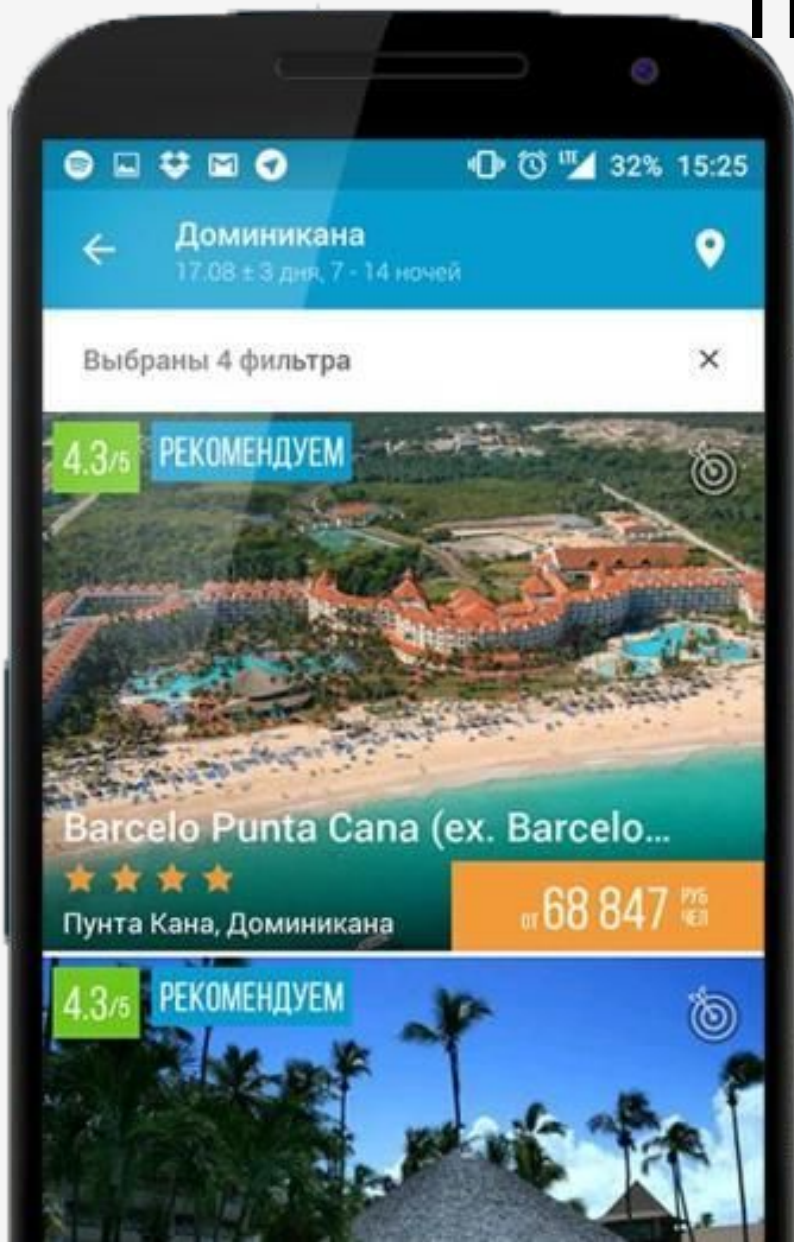 32% 15:25
Доминикана
17.08 ± 3 дня, 7 - 14 ночей
Выбраны 4 фильтра
4.3/5 РЕКОМЕНДУЕМ
Barcelo Punta Cana (ex. Barcelo...
Пунта Кана, Доминикана
от 68 847 РУБ ЧЕЛ
4.3/5 РЕКОМЕНДУЕМ